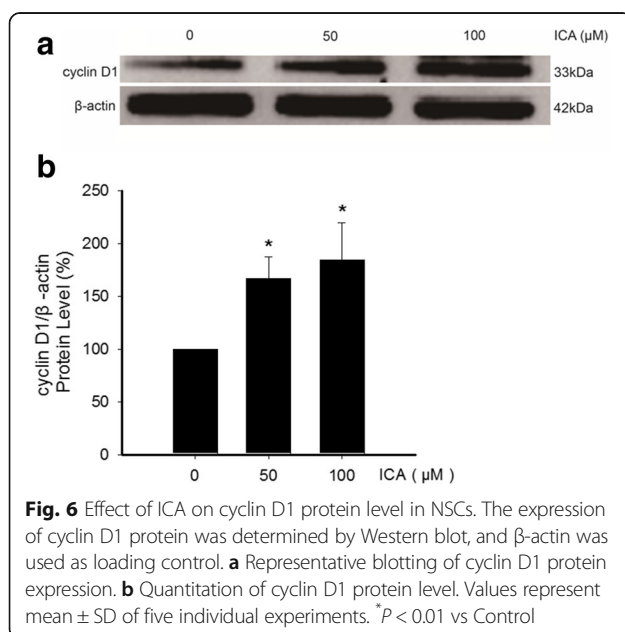 a
0 50 100 ICA (µM)
cyclin D1 33kDa
β-actin 42kDa
b
250
200
150
100
50
0
cyclin D1/β -actin
Protein Level (%)
* *
0 50 100 ICA ( µM )
Fig. 6 Effect of ICA on cyclin D1 protein level in NSCs. The expression
of cyclin D1 protein was determined by Western blot, and β-actin was
used as loading control. a Representative blotting of cyclin D1 protein
expression. b Quantitation of cyclin D1 protein level. Values represent
mean ± SD of five individual experiments. *P < 0.01 vs Control